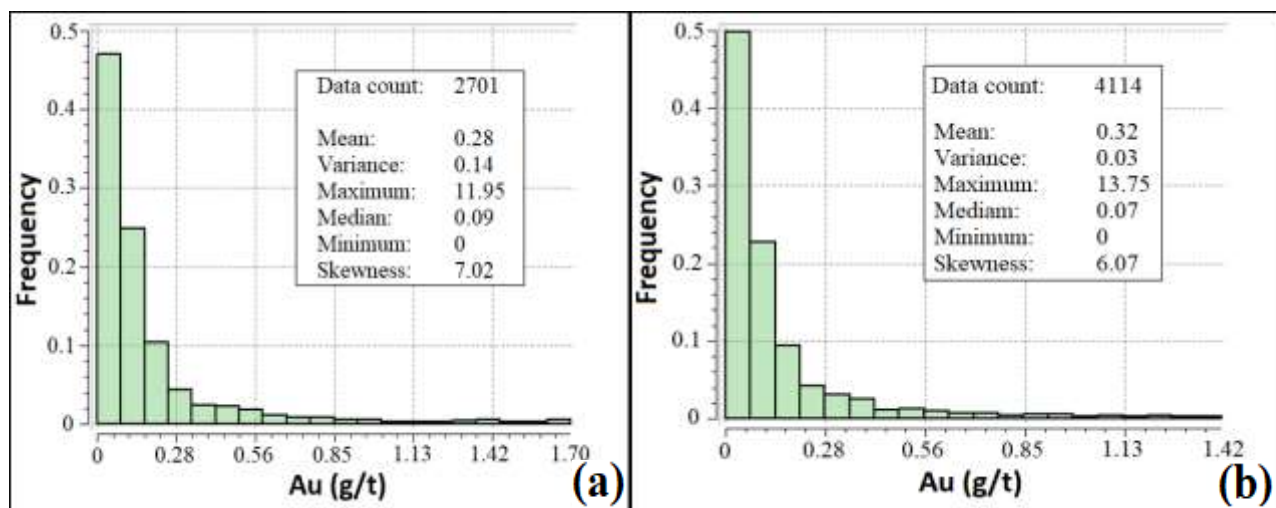 0.5
0.4
0.3
0.2
0.1
0
Frequency
Data count: 2701
Mean: 0.28
Variance: 0.14
Maximum: 11.95
Median: 0.09
Minimum: 0
Skewness: 7.02
0 0.28 0.56 0.85 1.13 1.42 1.70
Au (g/t)
(a)
0.5
0.4
0.3
0.2
0.1
0
Frequency
Data count: 4114
Mean: 0.32
Variance: 0.03
Maximum: 13.75
Mediam: 0.07
Minimum: 0
Skewness: 6.07
0 0.28 0.56 0.85 1.13 1.42
Au (g/t)
(b)